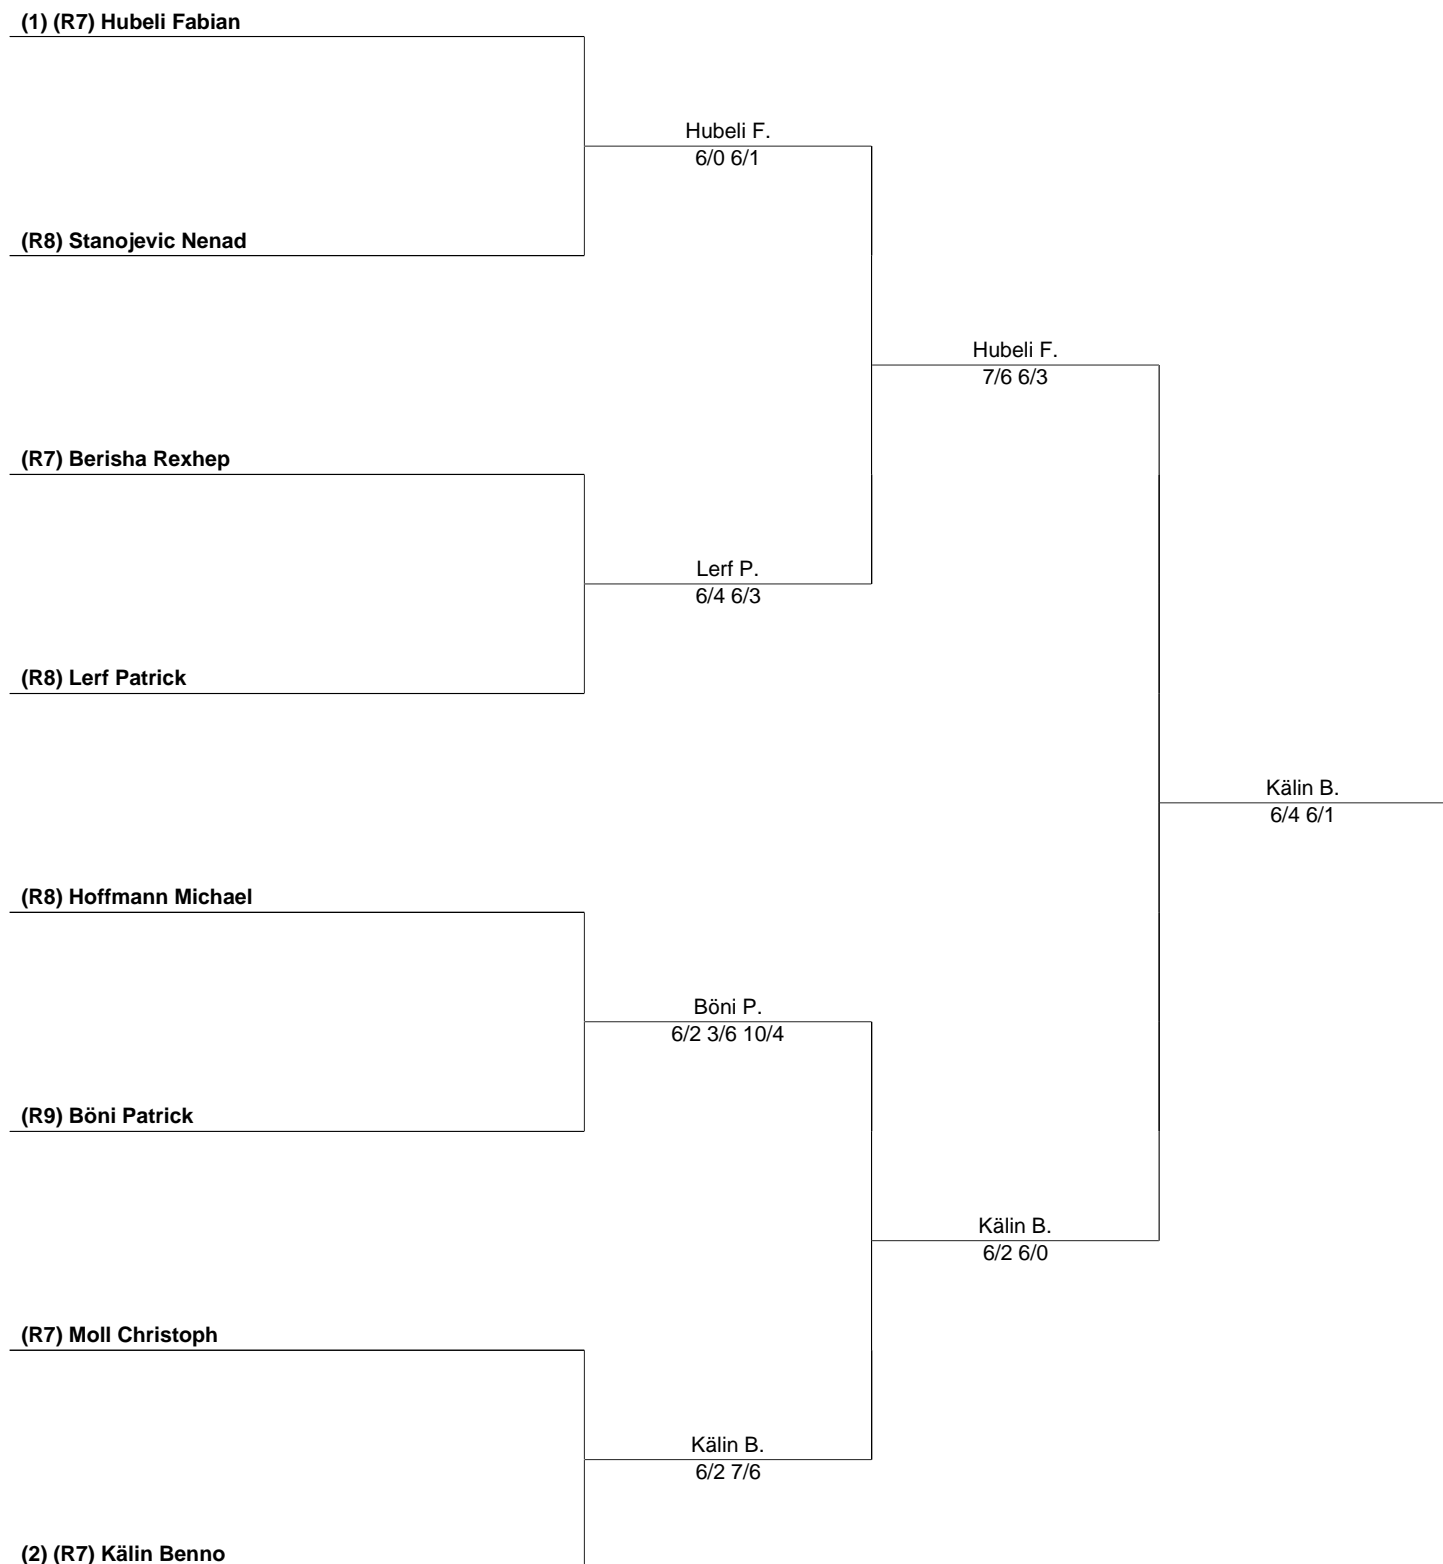 (1) (R7) Hubeli Fabian
Hubeli F.
6/0 6/1
(R8) Stanojevic Nenad
Hubeli F.
7/6 6/3
(R7) Berisha Rexhep
Lerf P.
6/4 6/3
(R8) Lerf Patrick
Kälin B.
6/4 6/1
(R8) Hoffmann Michael
Böni P.
6/2 3/6 10/4
(R9) Böni Patrick
Kälin B.
6/2 6/0
(R7) Moll Christoph
Kälin B.
6/2 7/6
(2) (R7) Kälin Benno